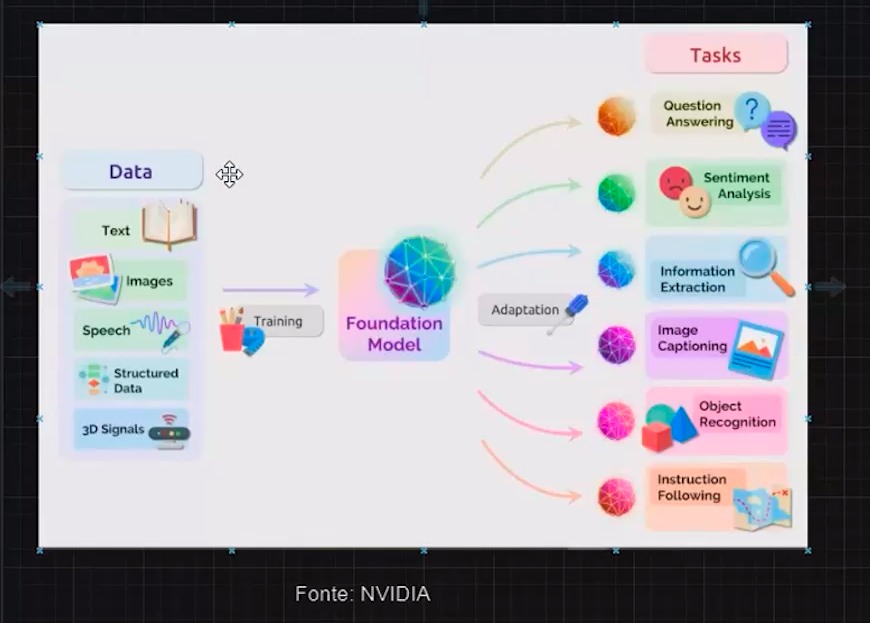 Tasks
Question
Answering
Data
Sentiment
Analysis
Text
Images
Information
Extraction
Speech
Training
Foundation
Model
Adaptation
Image
Captioning
Structured
Data
3D Signals
Object
Recognition
Instruction
Following
Fonte: NVIDIA